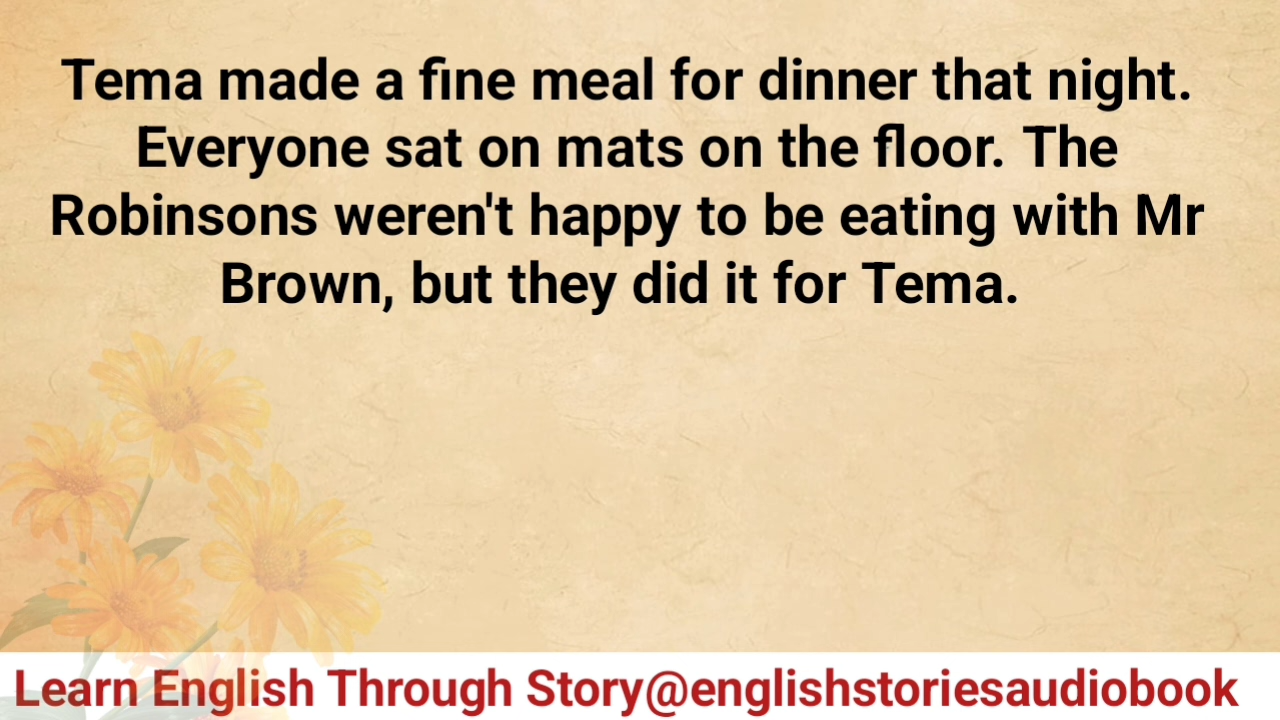 Tema made a fine meal for dinner that night.
Everyone sat on mats on the floor. The
Robinsons weren't happy to be eating with Mr
Brown, but they did it for Tema.
Learn English Through Story@englishstoriesaudiobook